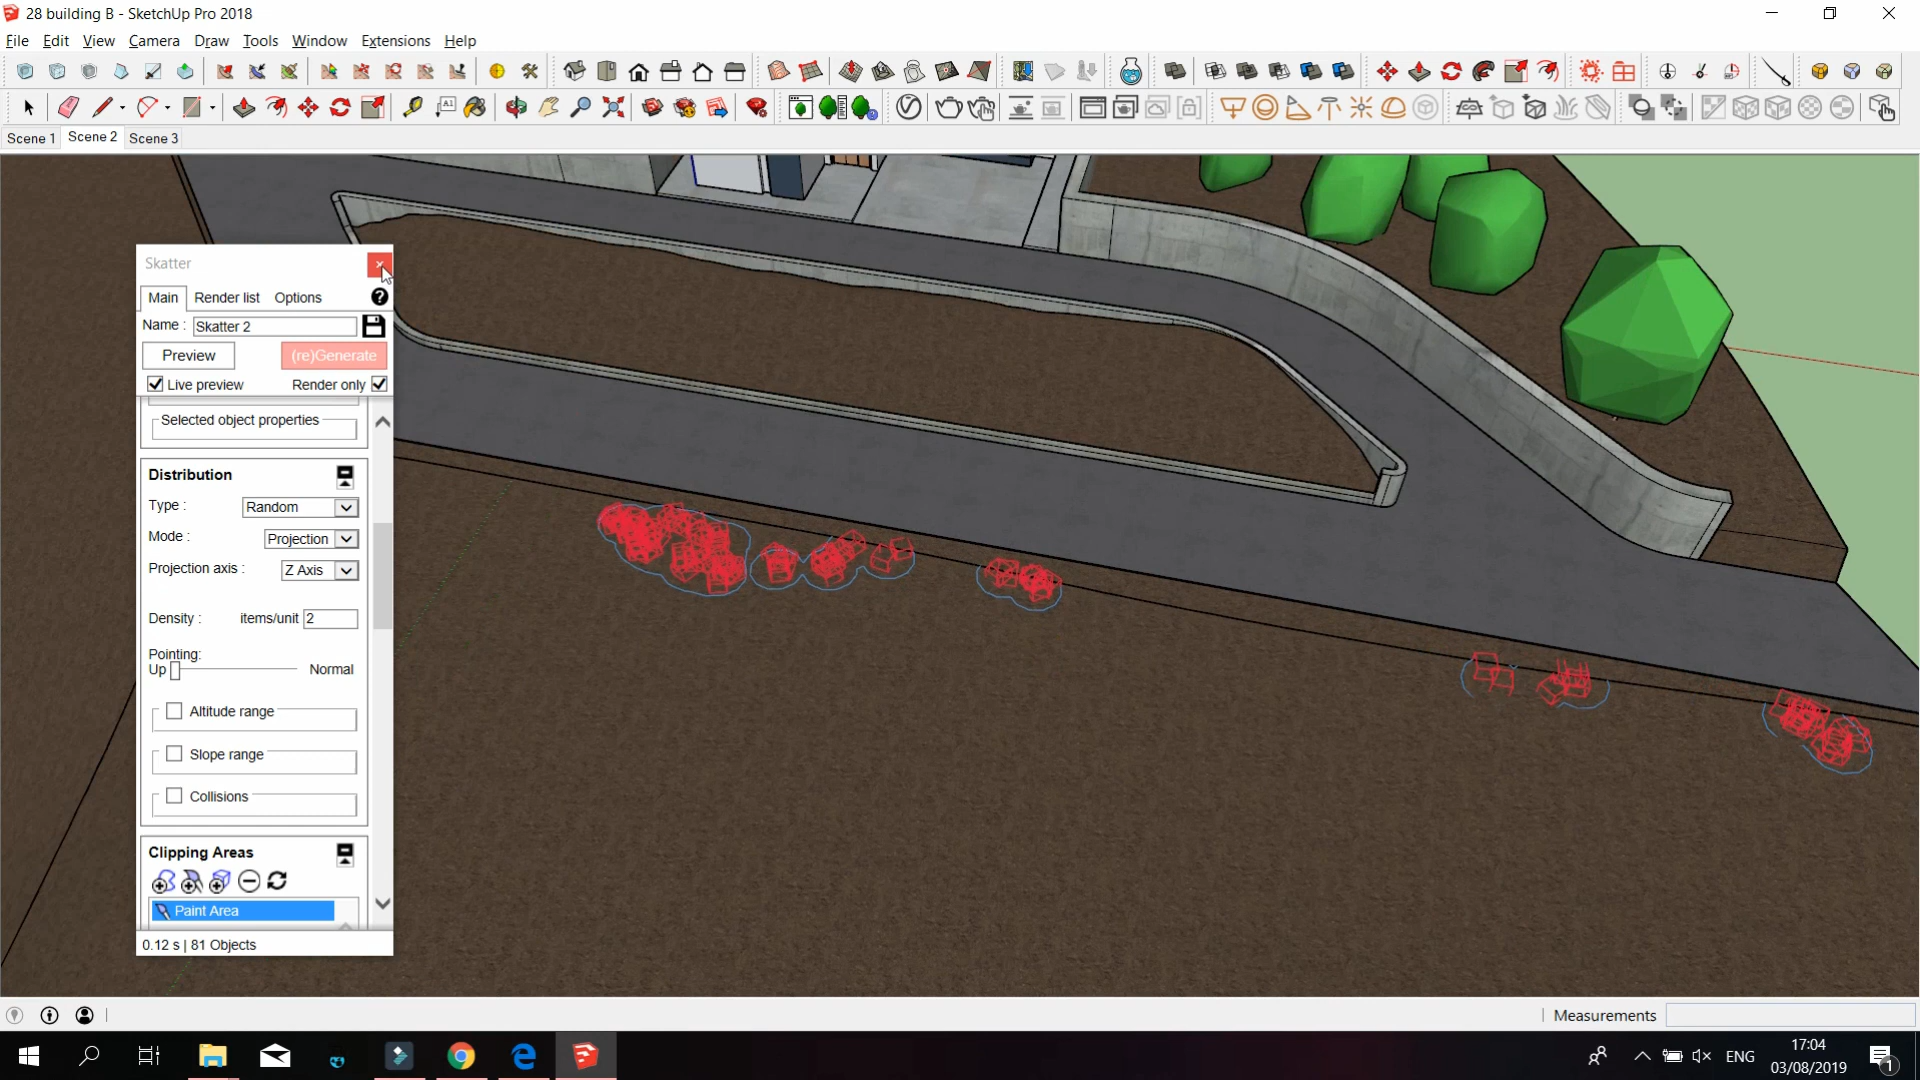 28 building B - SketchUp Pro 2018
File Edit View Camera Draw Tools Window Extensions Help
A1
Scene 1 Scene 2 Scene 3
Skatter
Main Render list Options
Name : Skatter 2
Preview (re)Generate
Live preview Render only
Selected object properties
Distribution
Type : Random
Mode : Projection
Projection axis : Z Axis
Density : items/unit 2
Pointing:
Up Normal
Altitude range
Slope range
Collisions
Clipping Areas
Paint Area
0.12 s | 81 Objects
Measurements
ENG
17:04
03/08/2019
1